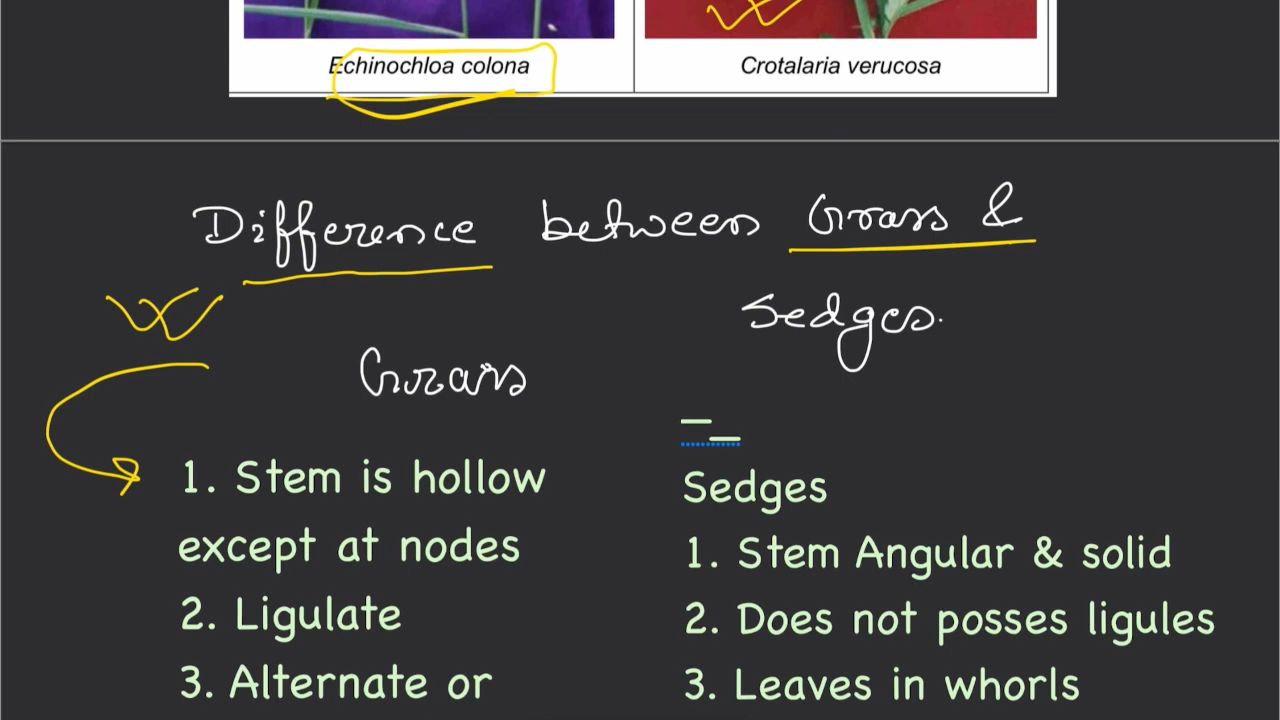 Echinochloa colona
Crotalaria verucosa
Difference between Grass &
Sedges.
Grass
1. Stem is hollow
except at nodes
2. Ligulate
3. Alternate or
Sedges
1. Stem Angular & solid
2. Does not posses ligules
3. Leaves in whorls